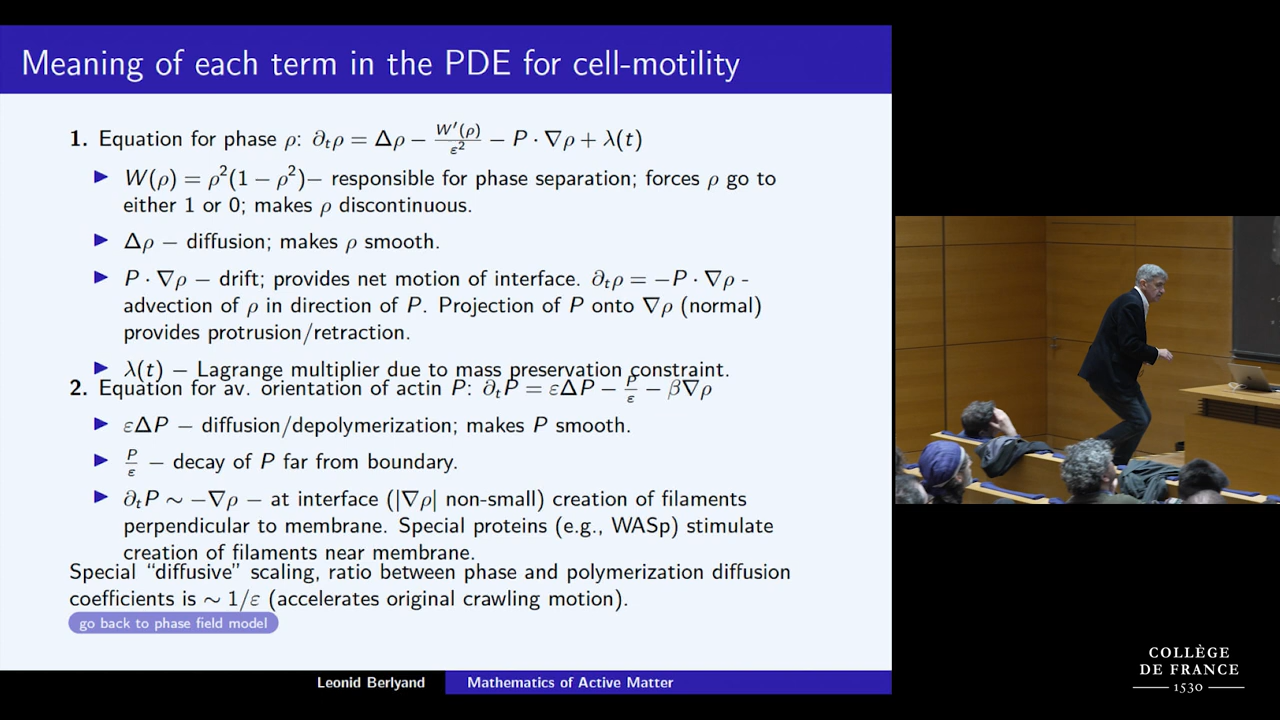 Meaning of each term in the PDE for cell-motility
1. Equation for phase ρ: ∂ₜρ = Δρ − W′(ρ)/ε² − P · ∇ρ + λ(t)
▶ W(ρ) = ρ²(1 − ρ²)− responsible for phase separation; forces ρ go to
either 1 or 0; makes ρ discontinuous.
▶ Δρ − diffusion; makes ρ smooth.
▶ P · ∇ρ − drift; provides net motion of interface. ∂ₜρ = −P · ∇ρ -
advection of ρ in direction of P. Projection of P onto ∇ρ (normal)
provides protrusion/retraction.
▶ λ(t) − Lagrange multiplier due to mass preservation constraint.
2. Equation for av. orientation of actin P: ∂ₜP = εΔP − P/ε − β∇ρ
▶ εΔP − diffusion/depolymerization; makes P smooth.
▶ P/ε − decay of P far from boundary.
▶ ∂ₜP ∼ −∇ρ − at interface (|∇ρ| non-small) creation of filaments
perpendicular to membrane. Special proteins (e.g., WASp) stimulate
creation of filaments near membrane.
Special “diffusive” scaling, ratio between phase and polymerization diffusion
coefficients is ∼ 1/ε (accelerates original crawling motion).
go back to phase field model
Leonid Berlyand Mathematics of Active Matter
COLLÈGE
DE FRANCE
1530